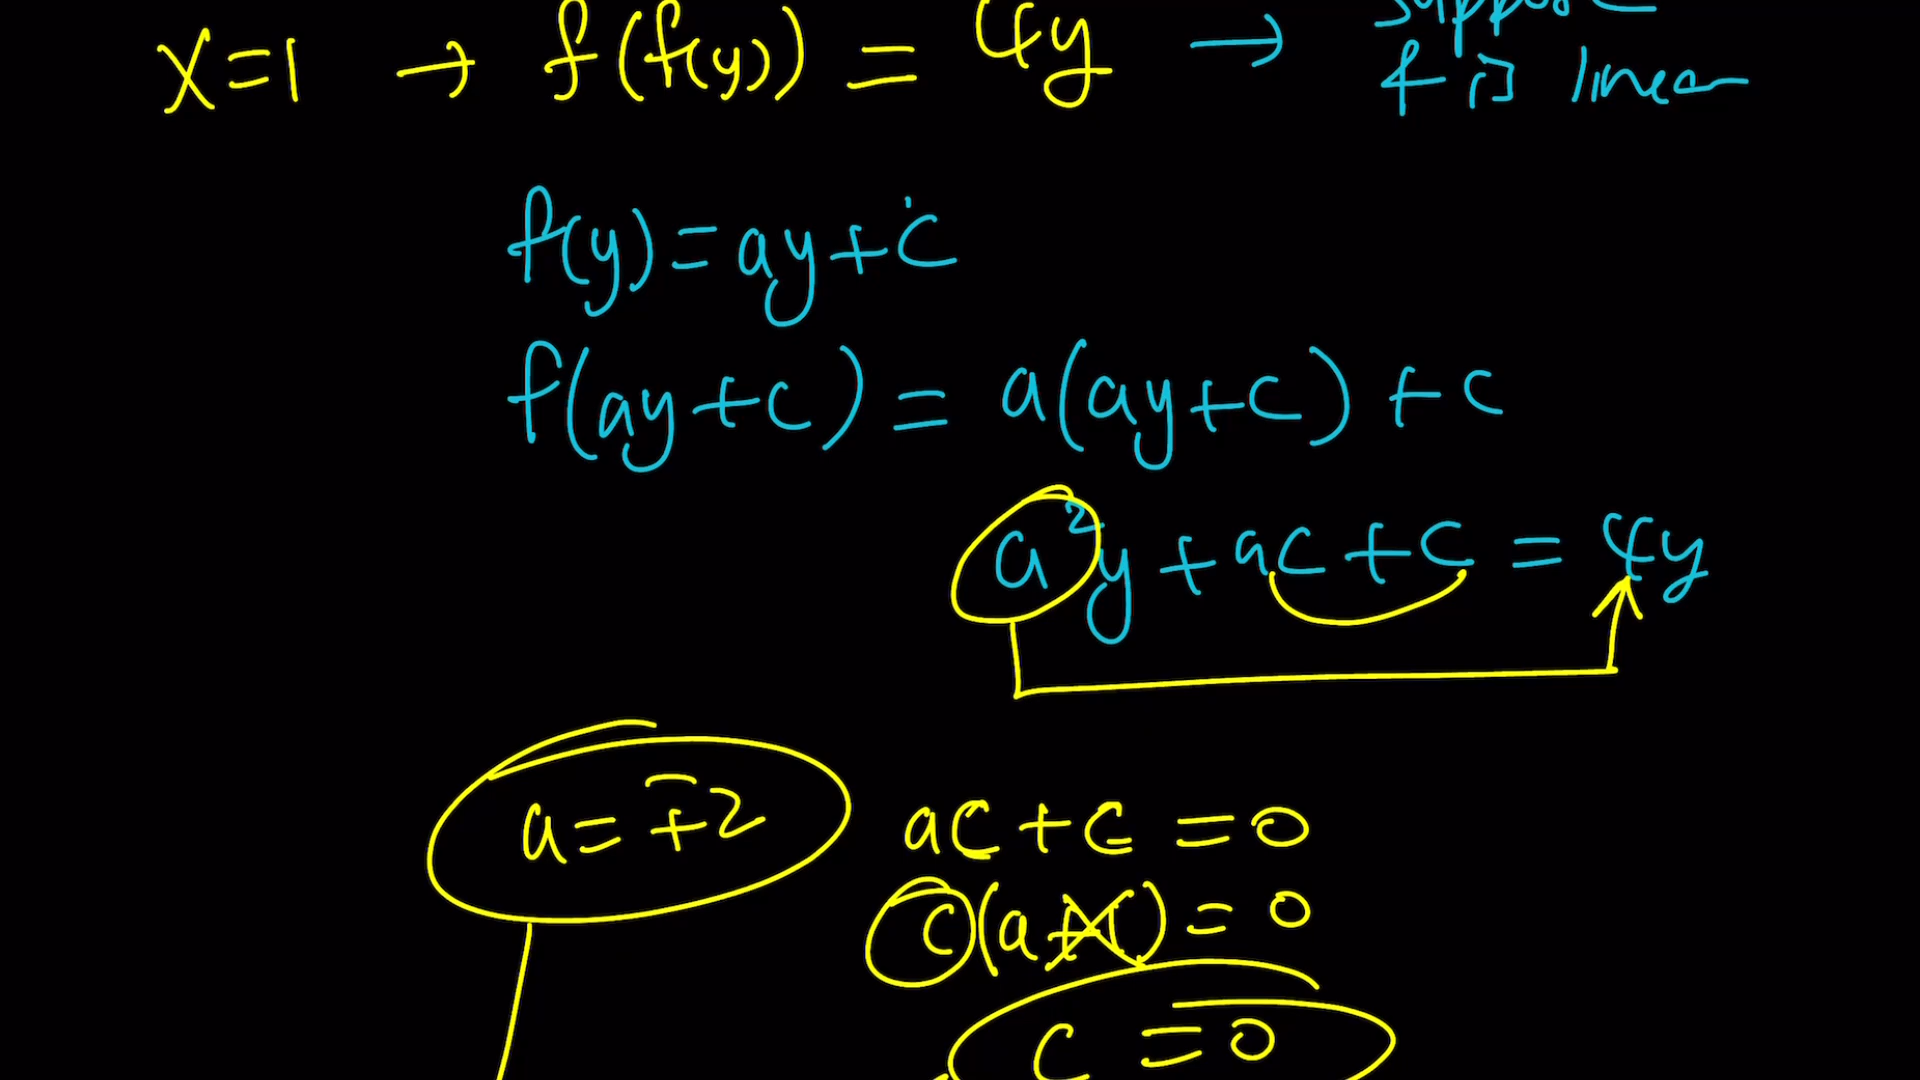 x=1 → f(f(y)) = 4y → suppose
f is linear
f(y)=ay+c
f(ay+c) = a(ay+c) + c
a²y + ac + c = 4y
a = ∓2
ac + c = 0
c(a+1) = 0
c = 0